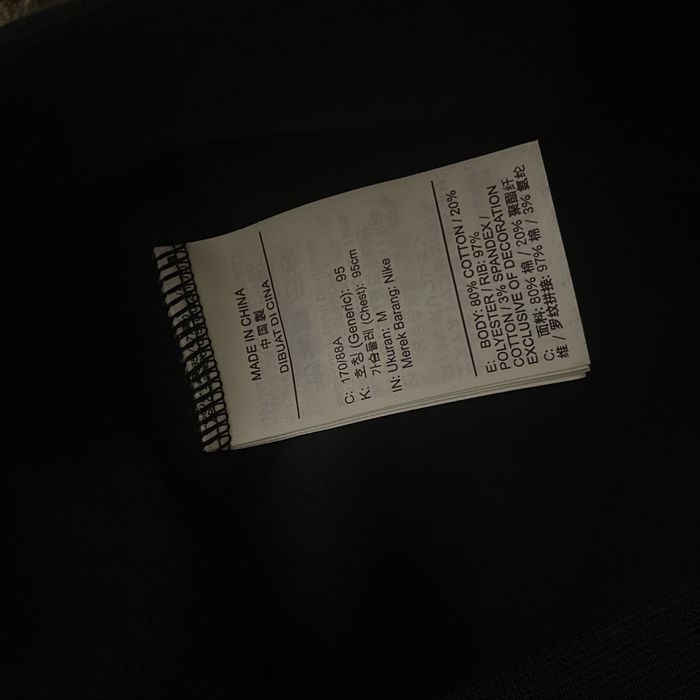 MADE IN CHINA
中国製
DIBUAT DI CINA
C: 170/88A
K: 호칭 (Generic): 95
가슴둘레 (Chest): 95cm
IN: Ukuran: M
Merek Barang: Nike
E: BODY: 80% COTTON / 20%
POLYESTER / RIB: 97%
COTTON / 3% SPANDEX /
EXCLUSIVE OF DECORATION
C: 面料: 80% 棉 / 20% 聚酯纤
维 / 罗纹拼接: 97% 棉 / 3% 氨纶